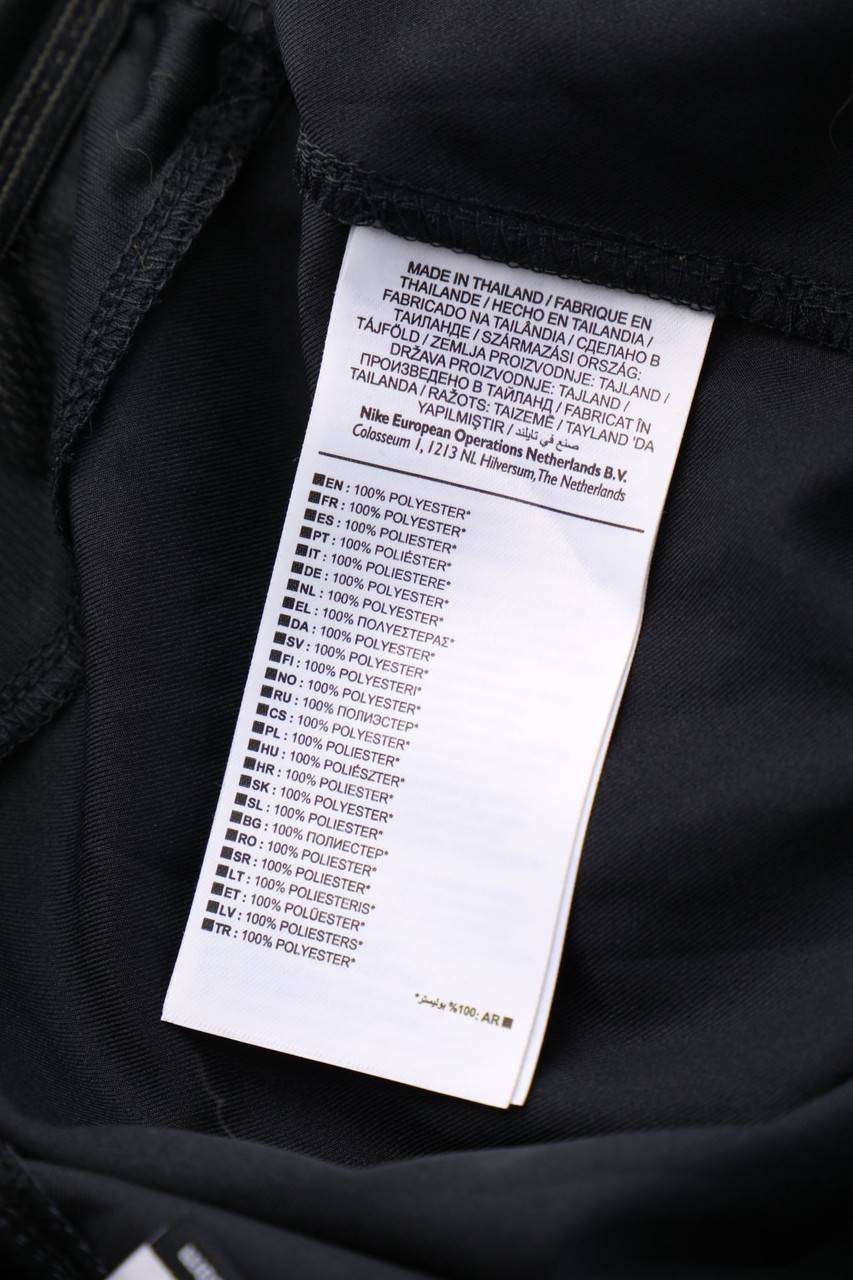 MADE IN THAILAND / FABRIQUE EN
THAILANDE / HECHO EN TAILANDIA /
FABRICADO NA TAILÂNDIA / СДЕЛАНО В
ТАИЛАНДЕ / SZÁRMAZÁSI ORSZÁG:
TÁJFÖLD / ZEMLJA PROIZVODNJE: TAJLAND /
DRŽAVA PROIZVODNJE: TAJLAND /
ПРОИЗВЕДЕНО В ТАЙЛАНД / FABRICAT ÎN
TAILANDA / RAŽOTS: TAIZEMĒ / TAYLAND 'DA
YAPILMIŞTIR / صنع في تايلند
Nike European Operations Netherlands B.V.
Colosseum 1, 1213 NL Hilversum, The Netherlands
EN : 100% POLYESTER*
FR : 100% POLYESTER*
ES : 100% POLIESTER*
PT : 100% POLIÉSTER*
IT : 100% POLIESTERE*
DE : 100% POLYESTER*
NL : 100% POLYESTER*
EL : 100% ΠΟΛΥΕΣΤΕΡΑΣ*
DA : 100% POLYESTER*
SV : 100% POLYESTER*
FI : 100% POLYESTERI*
NO : 100% POLYESTER*
RU : 100% ПОЛИЭСТЕР*
CS : 100% POLYESTER*
PL : 100% POLIESTER*
HU : 100% POLIÉSZTER*
HR : 100% POLIESTER*
SK : 100% POLYESTER*
SL : 100% POLIESTER*
BG : 100% ПОЛИЕСТЕР*
RO : 100% POLIESTER*
SR : 100% POLIESTER*
LT : 100% POLIESTERIS*
ET : 100% POLÜESTER*
LV : 100% POLIESTERS*
TR : 100% POLYESTER*
AR :100% بوليستر*